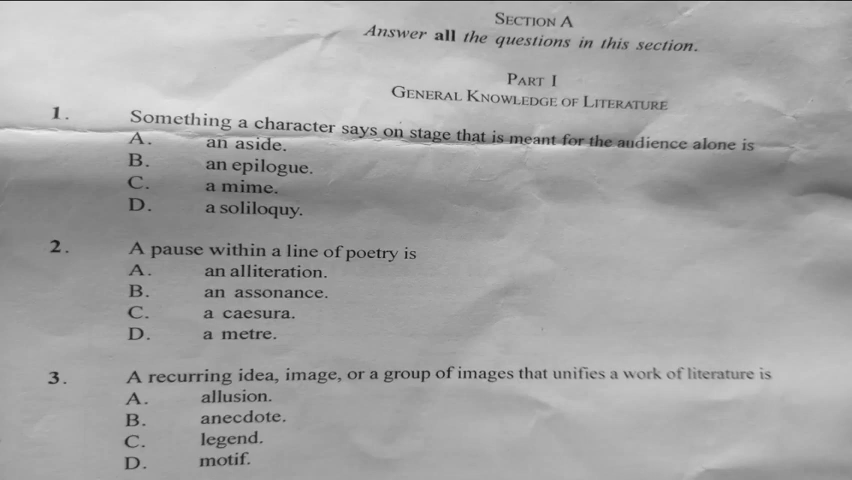 SECTION A
Answer all the questions in this section.
PART I
GENERAL KNOWLEDGE OF LITERATURE
1. Something a character says on stage that is meant for the audience alone is
A. an aside.
B. an epilogue.
C. a mime.
D. a soliloquy.
2. A pause within a line of poetry is
A. an alliteration.
B. an assonance.
C. a caesura.
D. a metre.
3. A recurring idea, image, or a group of images that unifies a work of literature is
A. allusion.
B. anecdote.
C. legend.
D. motif.